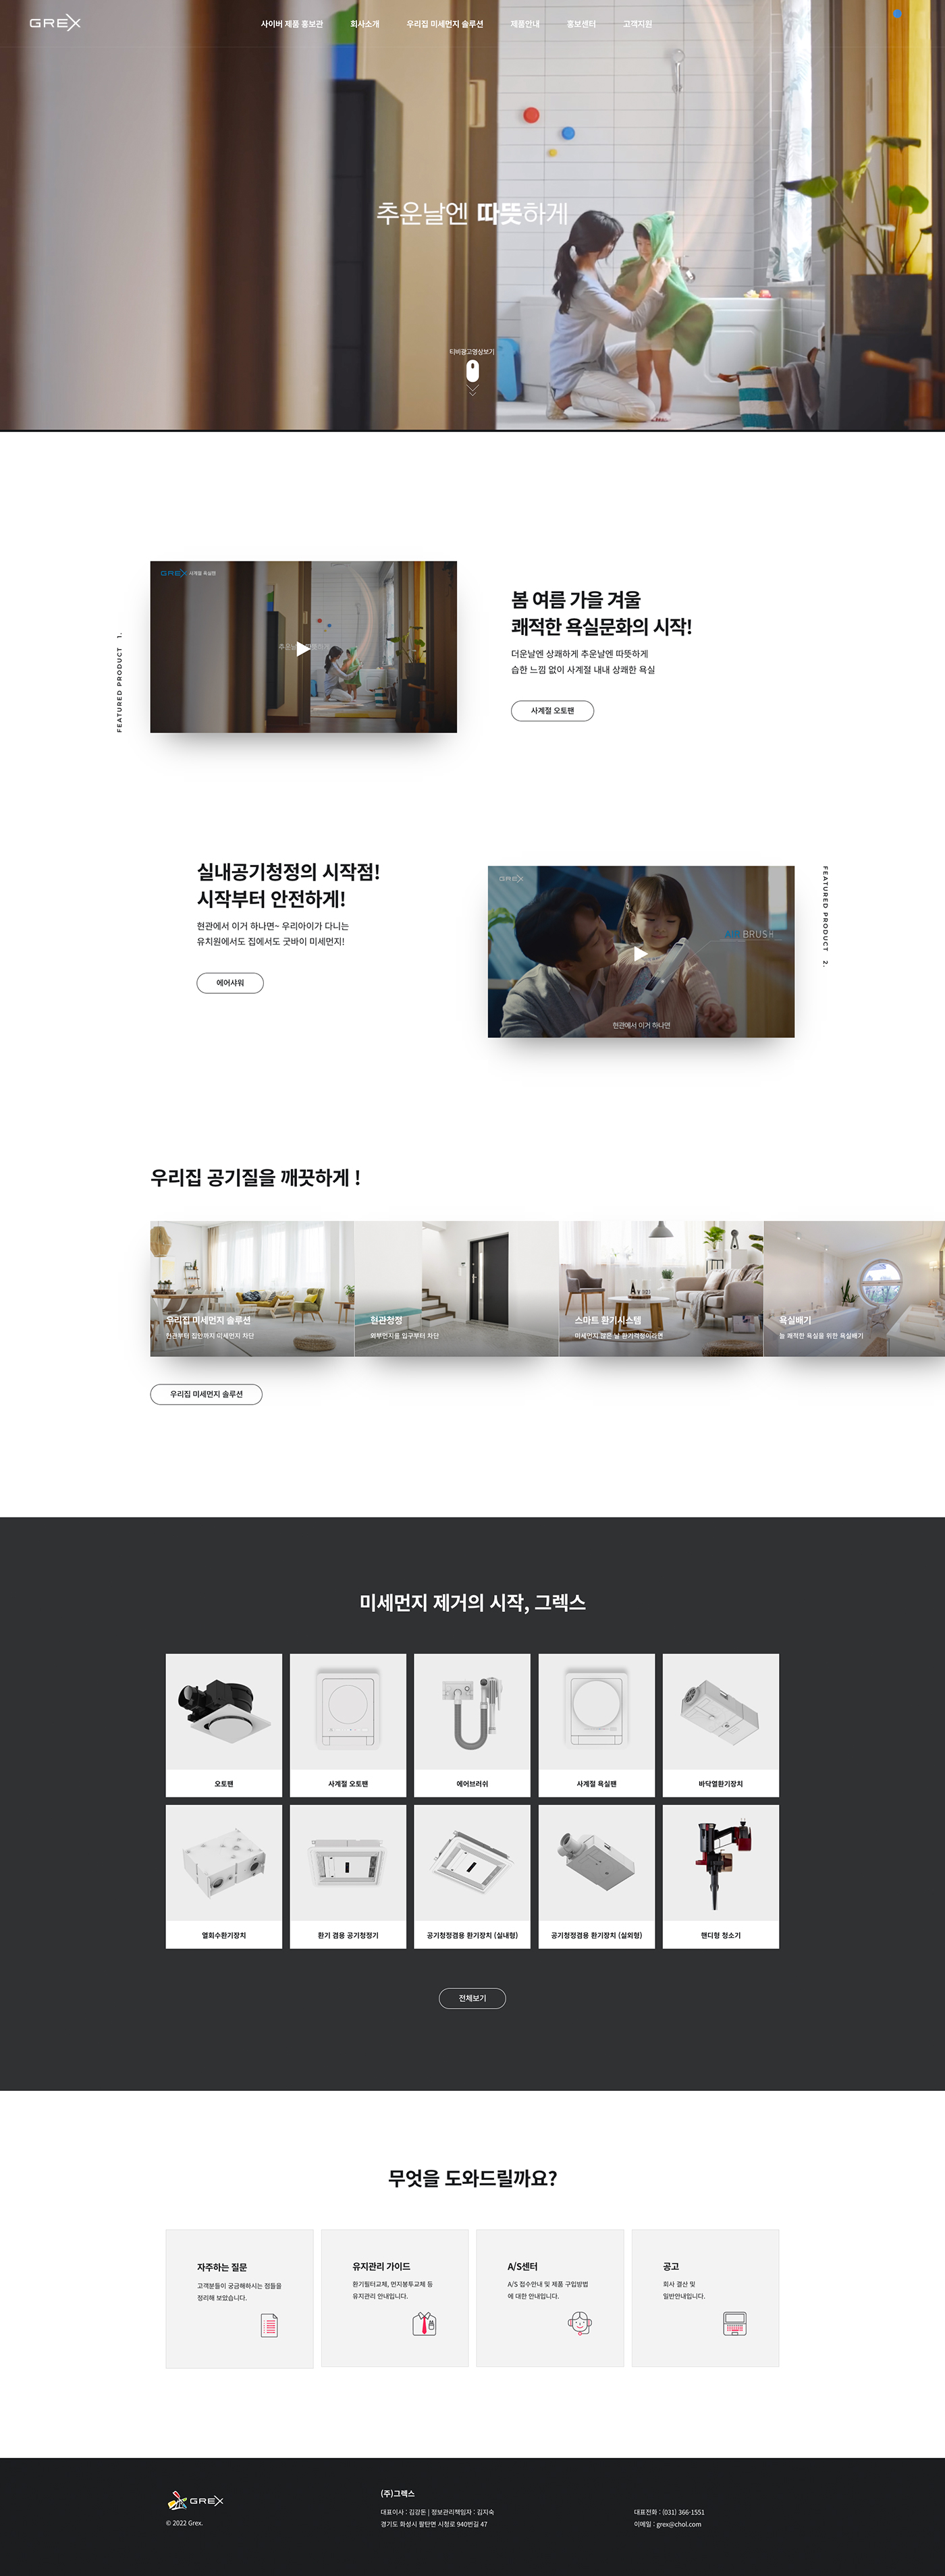 GREX
사이버 제품 홍보관 회사소개 우리집 미세먼지 솔루션 제품안내 홍보센터 고객지원
추운날엔 따뜻하게
티비광고영상보기
GREX 사계절 욕실팬
FEATURED PRODUCT 1.
봄 여름 가을 겨울
쾌적한 욕실문화의 시작!
더운날엔 상쾌하게 추운날엔 따뜻하게
습한 느낌 없이 사계절 내내 상쾌한 욕실
사계절 오토팬
실내공기청정의 시작점!
시작부터 안전하게!
현관에서 이거 하나면~ 우리아이가 다니는
유치원에서도 집에서도 굿바이 미세먼지!
에어샤워
GREX
BRUSH
현관에서 이거 하나면
FEATURED PRODUCT 2.
우리집 공기질을 깨끗하게 !
우리집 미세먼지 솔루션
현관부터 집안까지 미세먼지 차단
현관청정
외부먼지를 입구부터 차단
스마트 환기시스템
미세먼지 많은 날 환기걱정이라면
욕실배기
늘 쾌적한 욕실을 위한 욕실배기
우리집 미세먼지 솔루션
미세먼지 제거의 시작, 그렉스
오토팬 사계절 오토팬 에어브러쉬 사계절 욕실팬 바닥열환기장치
열회수환기장치 환기 겸용 공기청정기 공기청정겸용 환기장치 (실내형) 공기청정겸용 환기장치 (실외형) 핸디형 청소기
전체보기
무엇을 도와드릴까요?
자주하는 질문
고객분들이 궁금해하시는 점들을
정리해 보았습니다.
유지관리 가이드
환기필터교체, 먼지봉투교체 등
유지관리 안내입니다.
A/S센터
A/S 접수안내 및 제품 구입방법
에 대한 안내입니다.
공고
회사 결산 및
일반안내입니다.
GREX
© 2022 Grex.
(주)그렉스
대표이사 : 김강돈 | 정보관리책임자 : 김지숙
경기도 화성시 팔탄면 시청로 940번길 47
대표전화 : (031) 366-1551
이메일 : grex@chol.com